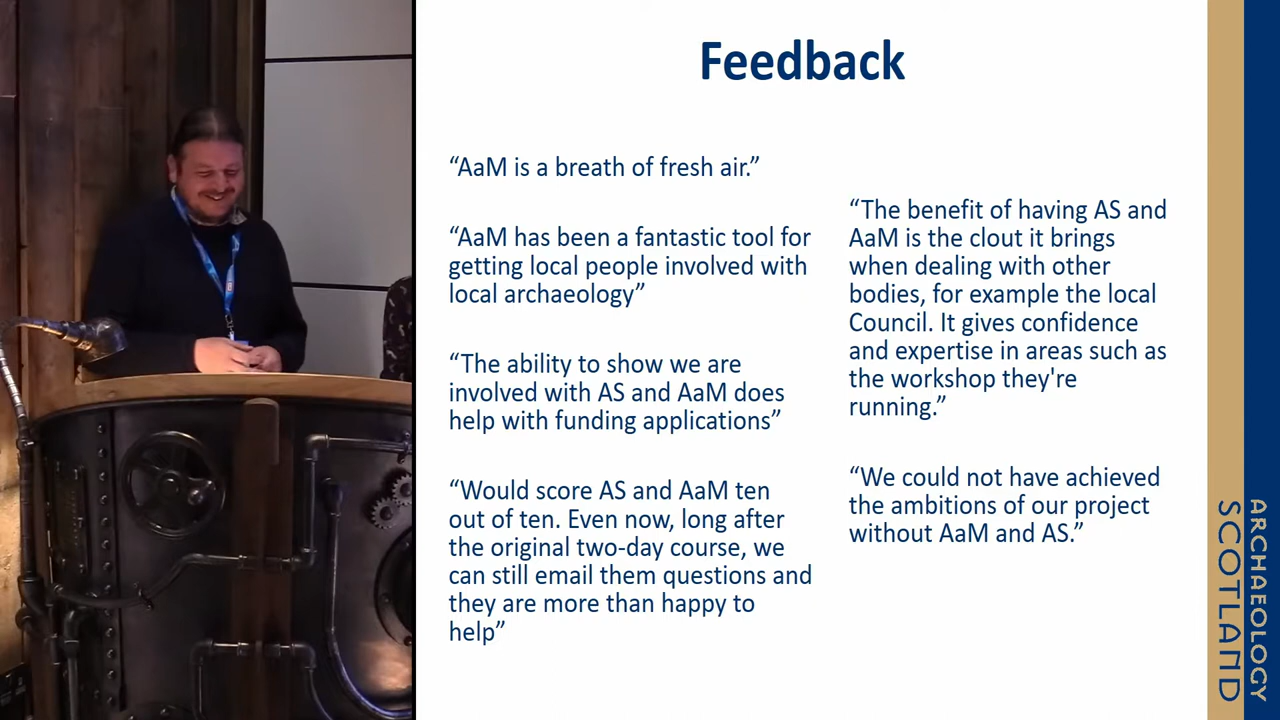 Feedback
“AaM is a breath of fresh air.”
“AaM has been a fantastic tool for
getting local people involved with
local archaeology”
“The ability to show we are
involved with AS and AaM does
help with funding applications”
“Would score AS and AaM ten
out of ten. Even now, long after
the original two-day course, we
can still email them questions and
they are more than happy to
help”
“The benefit of having AS and
AaM is the clout it brings
when dealing with other
bodies, for example the local
Council. It gives confidence
and expertise in areas such as
the workshop they're
running.”
“We could not have achieved
the ambitions of our project
without AaM and AS.”
ARCHAEOLOGY
SCOTLAND